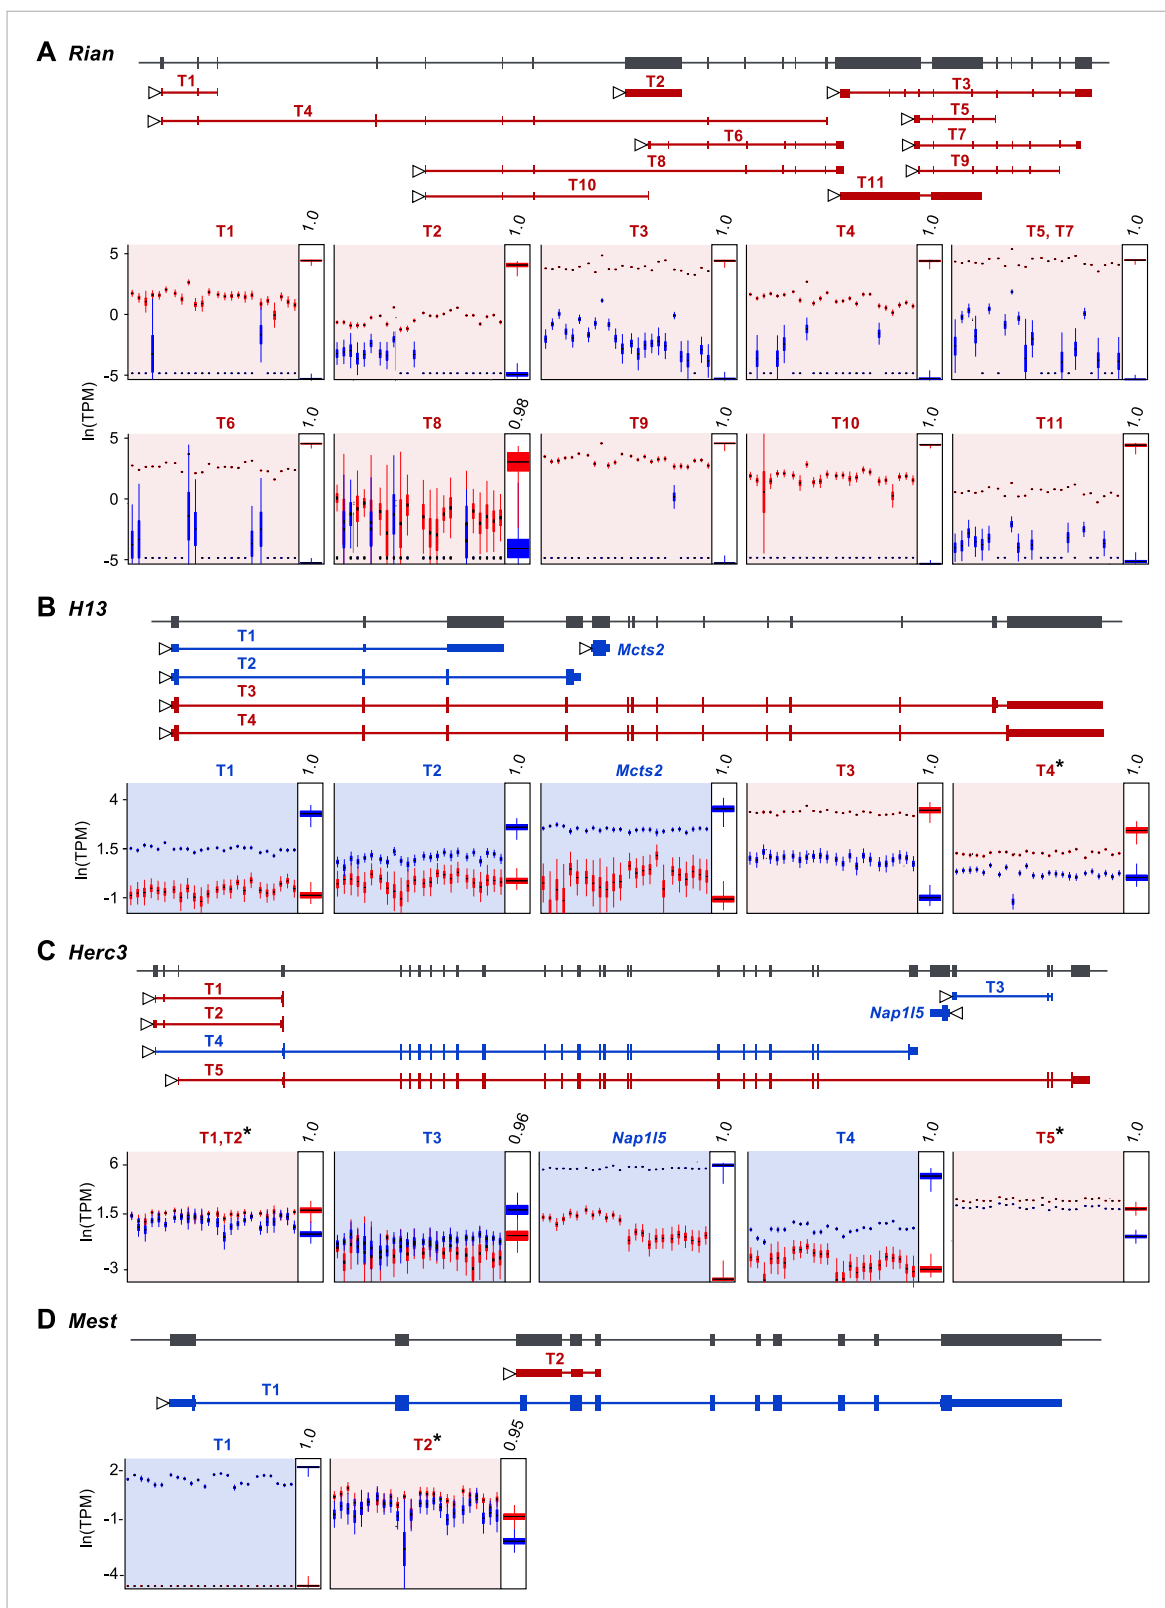 A Rian
T1 T2 T3
T4 T5
T6 T7
T8 T9
T10 T11
T1 1.0 T2 1.0 T3 1.0 T4 1.0 T5, T7 1.0
5
0
-5
ln(TPM)
T6 1.0 T8 0.98 T9 1.0 T10 1.0 T11 1.0
5
0
-5
B H13
T1 Mcts2
T2
T3
T4
T1 1.0 T2 1.0 Mcts2 1.0 T3 1.0 T4* 1.0
4
1.5
-1
ln(TPM)
C Herc3
T1 T3
T2 Nap1l5
T4
T5
T1,T2* 1.0 T3 0.96 Nap1l5 1.0 T4 1.0 T5* 1.0
6
1.5
-3
ln(TPM)
D Mest
T2
T1
T1 1.0 T2* 0.95
2
-1
-4
ln(TPM)